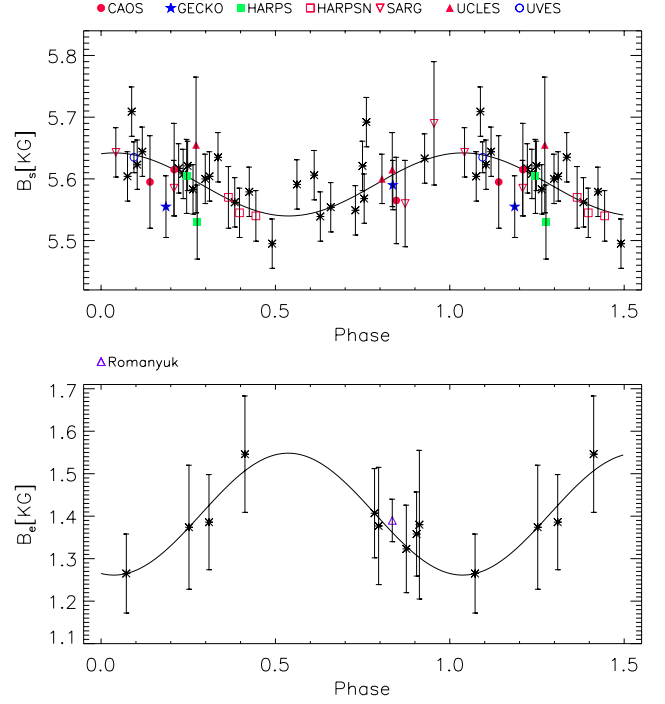 CAOS GECKO HARPS HARPSN SARG UCLES UVES
5.8
5.7
5.6
5.5
Bs[KG]
0.0 0.5 1.0 1.5
Phase
Romanyuk
1.7
1.6
1.5
1.4
1.3
1.2
1.1
Be[KG]
0.0 0.5 1.0 1.5
Phase